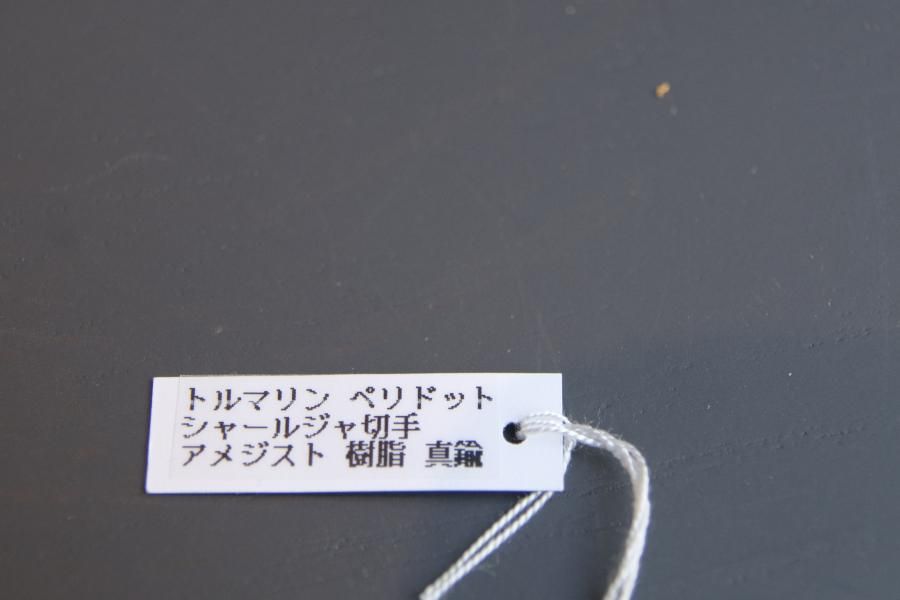 トルマリン ペリドット
シャールジャ切手
アメジスト 樹脂 真鍮